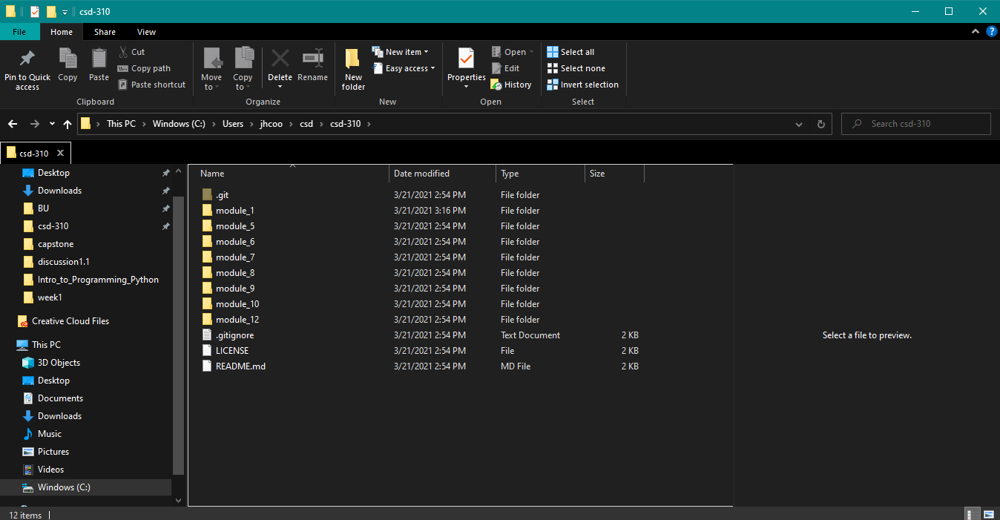 csd-310
File Home Share View
Pin to Quick access
Copy
Paste
Cut
Copy path
Paste shortcut
Clipboard
Move to
Copy to
Delete
Rename
Organize
New folder
New item
Easy access
New
Properties
Open
Edit
History
Open
Select all
Select none
Invert selection
Select
This PC > Windows (C:) > Users > jhcoo > csd > csd-310 >
Search csd-310
csd-310
Desktop
Downloads
BU
csd-310
capstone
discussion1.1
Intro_to_Programming_Python
week1
Creative Cloud Files
This PC
3D Objects
Desktop
Documents
Downloads
Music
Pictures
Videos
Windows (C:)
Name Date modified Type Size
.git 3/21/2021 2:54 PM File folder
module_1 3/21/2021 3:16 PM File folder
module_5 3/21/2021 2:54 PM File folder
module_6 3/21/2021 2:54 PM File folder
module_7 3/21/2021 2:54 PM File folder
module_8 3/21/2021 2:54 PM File folder
module_9 3/21/2021 2:54 PM File folder
module_10 3/21/2021 2:54 PM File folder
module_12 3/21/2021 2:54 PM File folder
.gitignore 3/21/2021 2:54 PM Text Document 2 KB
LICENSE 3/21/2021 2:54 PM File 2 KB
README.md 3/21/2021 2:54 PM MD File 2 KB
Select a file to preview.
12 items